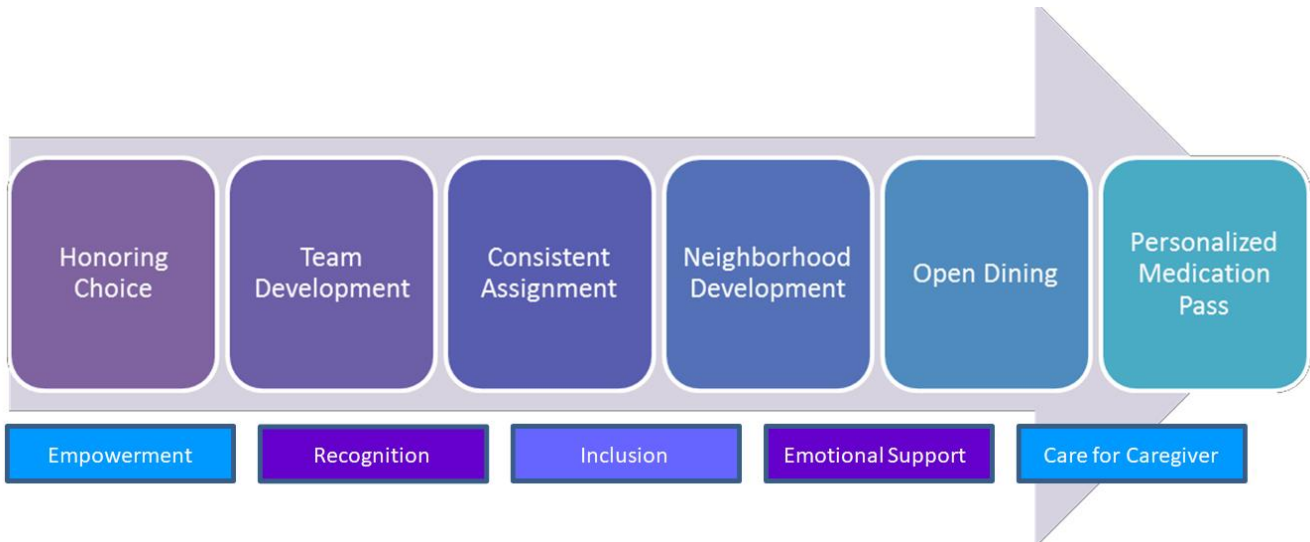 Honoring
Choice
Team
Development
Consistent
Assignment
Neighborhood
Development
Open Dining
Personalized
Medication
Pass
Empowerment
Recognition
Inclusion
Emotional Support
Care for Caregiver